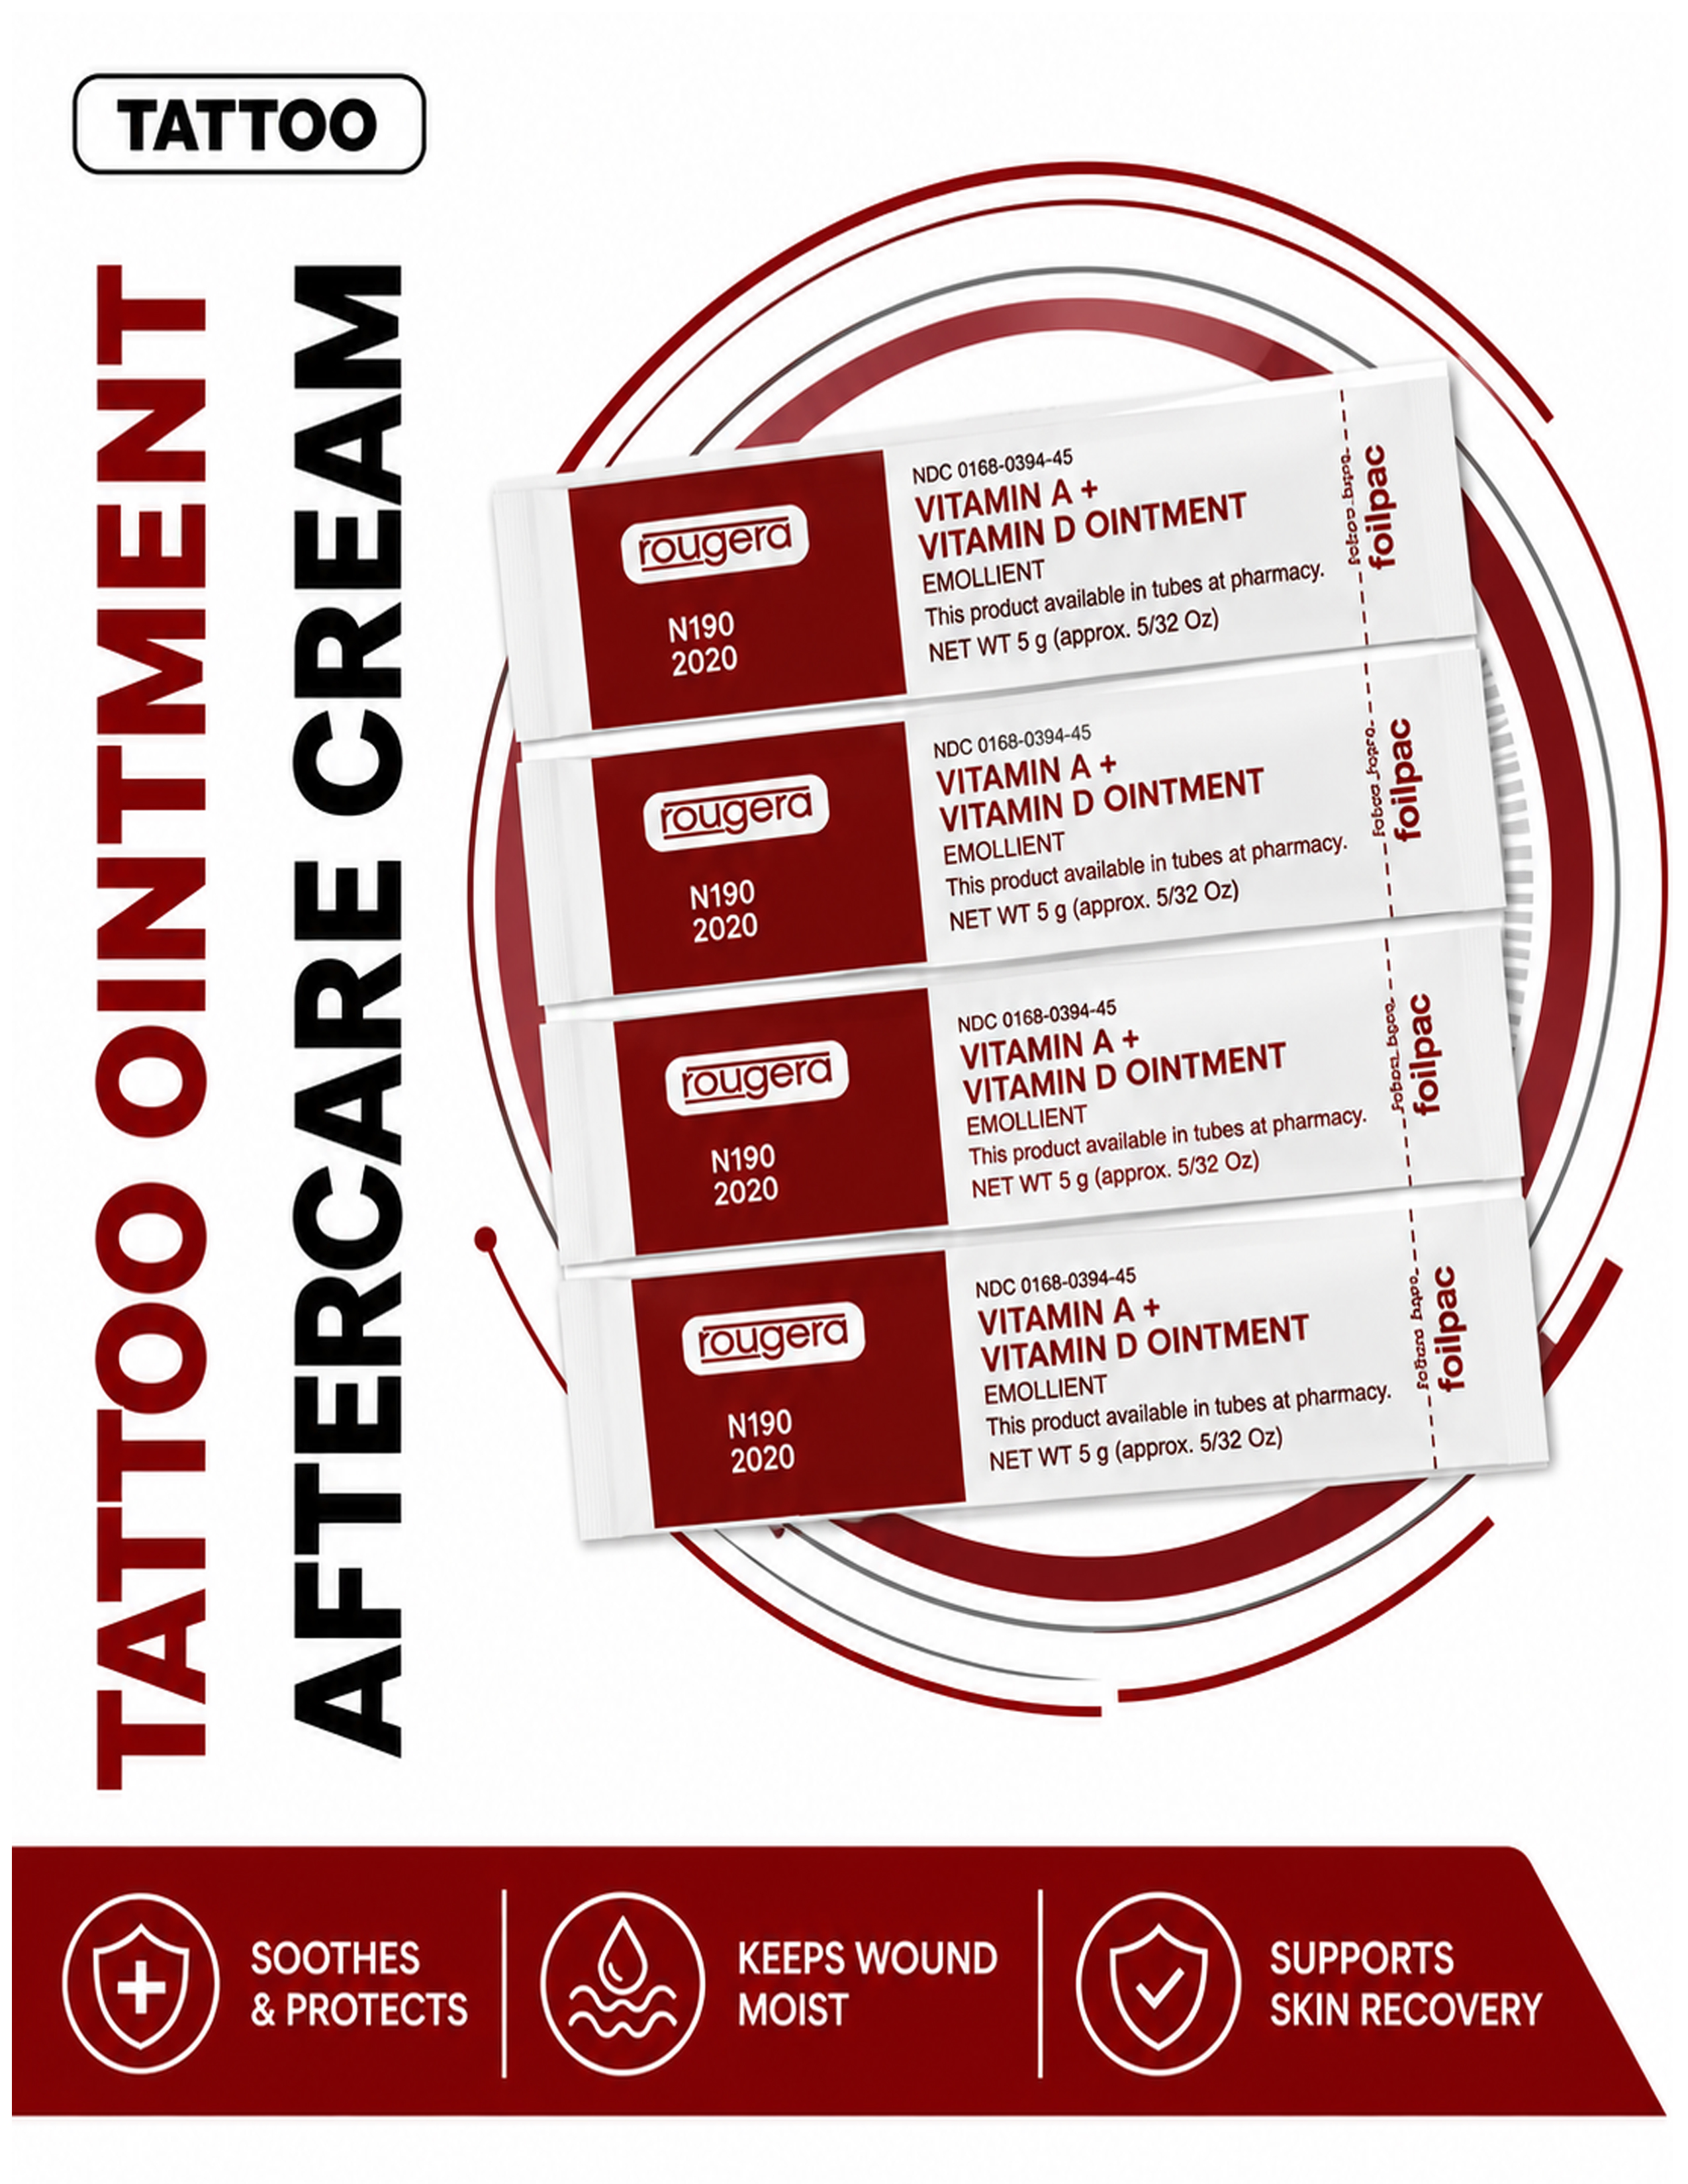 TATTOO
TATTOO OINTMENT
AFTERCARE CREAM
rougera
N190
2020
NDC 0168-0394-45
VITAMIN A +
VITAMIN D OINTMENT
EMOLLIENT
This product available in tubes at pharmacy.
NET WT 5 g (approx. 5/32 Oz)
foilpac
rougera
N190
2020
NDC 0168-0394-45
VITAMIN A +
VITAMIN D OINTMENT
EMOLLIENT
This product available in tubes at pharmacy.
NET WT 5 g (approx. 5/32 Oz)
foilpac
rougera
N190
2020
NDC 0168-0394-45
VITAMIN A +
VITAMIN D OINTMENT
EMOLLIENT
This product available in tubes at pharmacy.
NET WT 5 g (approx. 5/32 Oz)
foilpac
rougera
N190
2020
NDC 0168-0394-45
VITAMIN A +
VITAMIN D OINTMENT
EMOLLIENT
This product available in tubes at pharmacy.
NET WT 5 g (approx. 5/32 Oz)
foilpac
SOOTHES
& PROTECTS
KEEPS WOUND
MOIST
SUPPORTS
SKIN RECOVERY